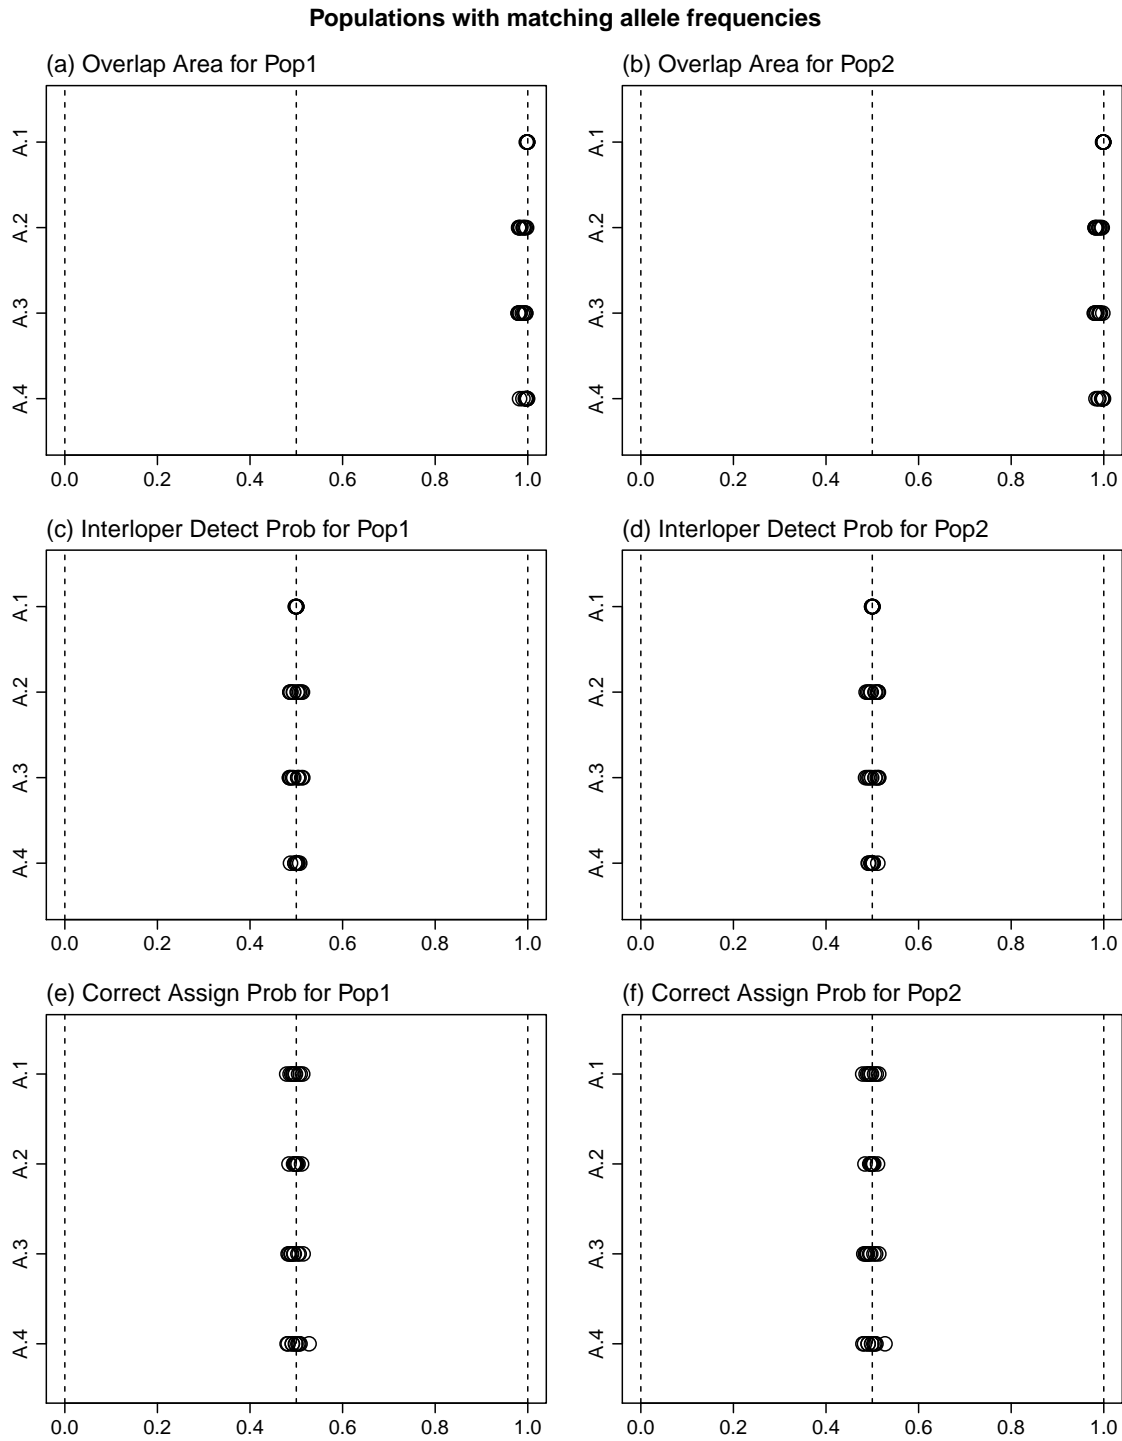 Populations with matching allele frequencies
(a) Overlap Area for Pop1
A.1
A.2
A.3
A.4
0.0 0.2 0.4 0.6 0.8 1.0
(b) Overlap Area for Pop2
A.1
A.2
A.3
A.4
0.0 0.2 0.4 0.6 0.8 1.0
(c) Interloper Detect Prob for Pop1
A.1
A.2
A.3
A.4
0.0 0.2 0.4 0.6 0.8 1.0
(d) Interloper Detect Prob for Pop2
A.1
A.2
A.3
A.4
0.0 0.2 0.4 0.6 0.8 1.0
(e) Correct Assign Prob for Pop1
A.1
A.2
A.3
A.4
0.0 0.2 0.4 0.6 0.8 1.0
(f) Correct Assign Prob for Pop2
A.1
A.2
A.3
A.4
0.0 0.2 0.4 0.6 0.8 1.0